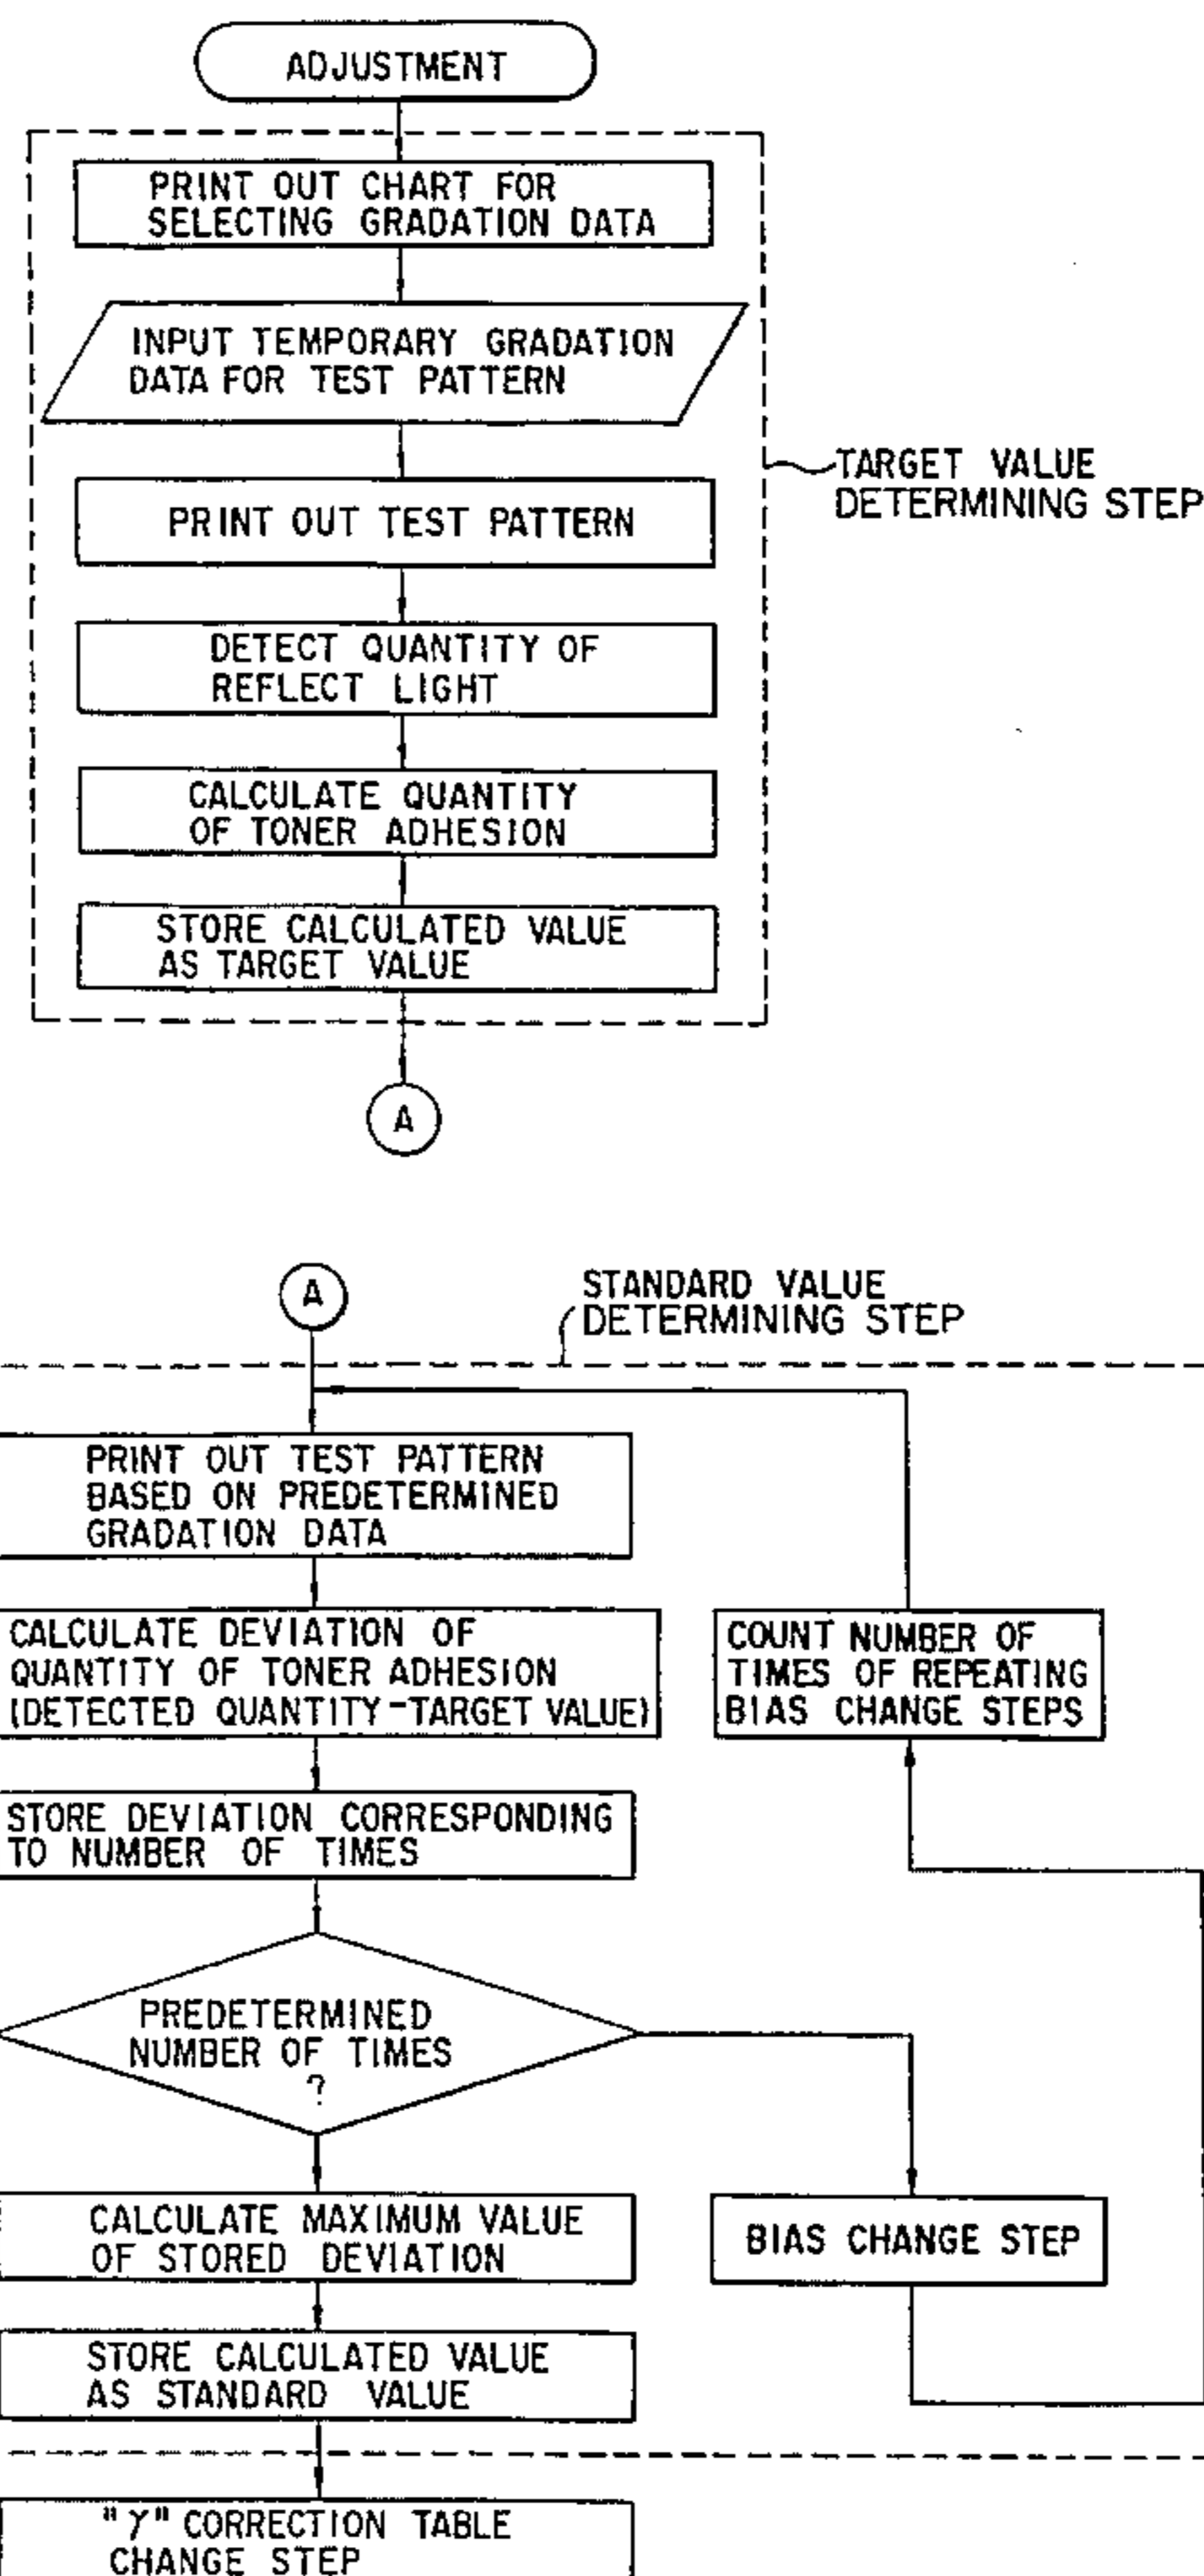 ADJUSTMENT
PRINT OUT CHART FOR
SELECTING GRADATION DATA
INPUT TEMPORARY GRADATION
DATA FOR TEST PATTERN
TARGET VALUE
DETERMINING STEP
PRINT OUT TEST PATTERN
DETECT QUANTITY OF
REFLECT LIGHT
CALCULATE QUANTITY
OF TONER ADHESION
STORE CALCULATED VALUE
AS TARGET VALUE
A
A
STANDARD VALUE
DETERMINING STEP
PRINT OUT TEST PATTERN
BASED ON PREDETERMINED
GRADATION DATA
CALCULATE DEVIATION OF
QUANTITY OF TONER ADHESION
(DETECTED QUANTITY-TARGET VALUE)
COUNT NUMBER OF
TIMES OF REPEATING
BIAS CHANGE STEPS
STORE DEVIATION CORRESPONDING
TO NUMBER OF TIMES
PREDETERMINED
NUMBER OF TIMES
?
CALCULATE MAXIMUM VALUE
OF STORED DEVIATION
BIAS CHANGE STEP
STORE CALCULATED VALUE
AS STANDARD VALUE
"γ" CORRECTION TABLE
CHANGE STEP